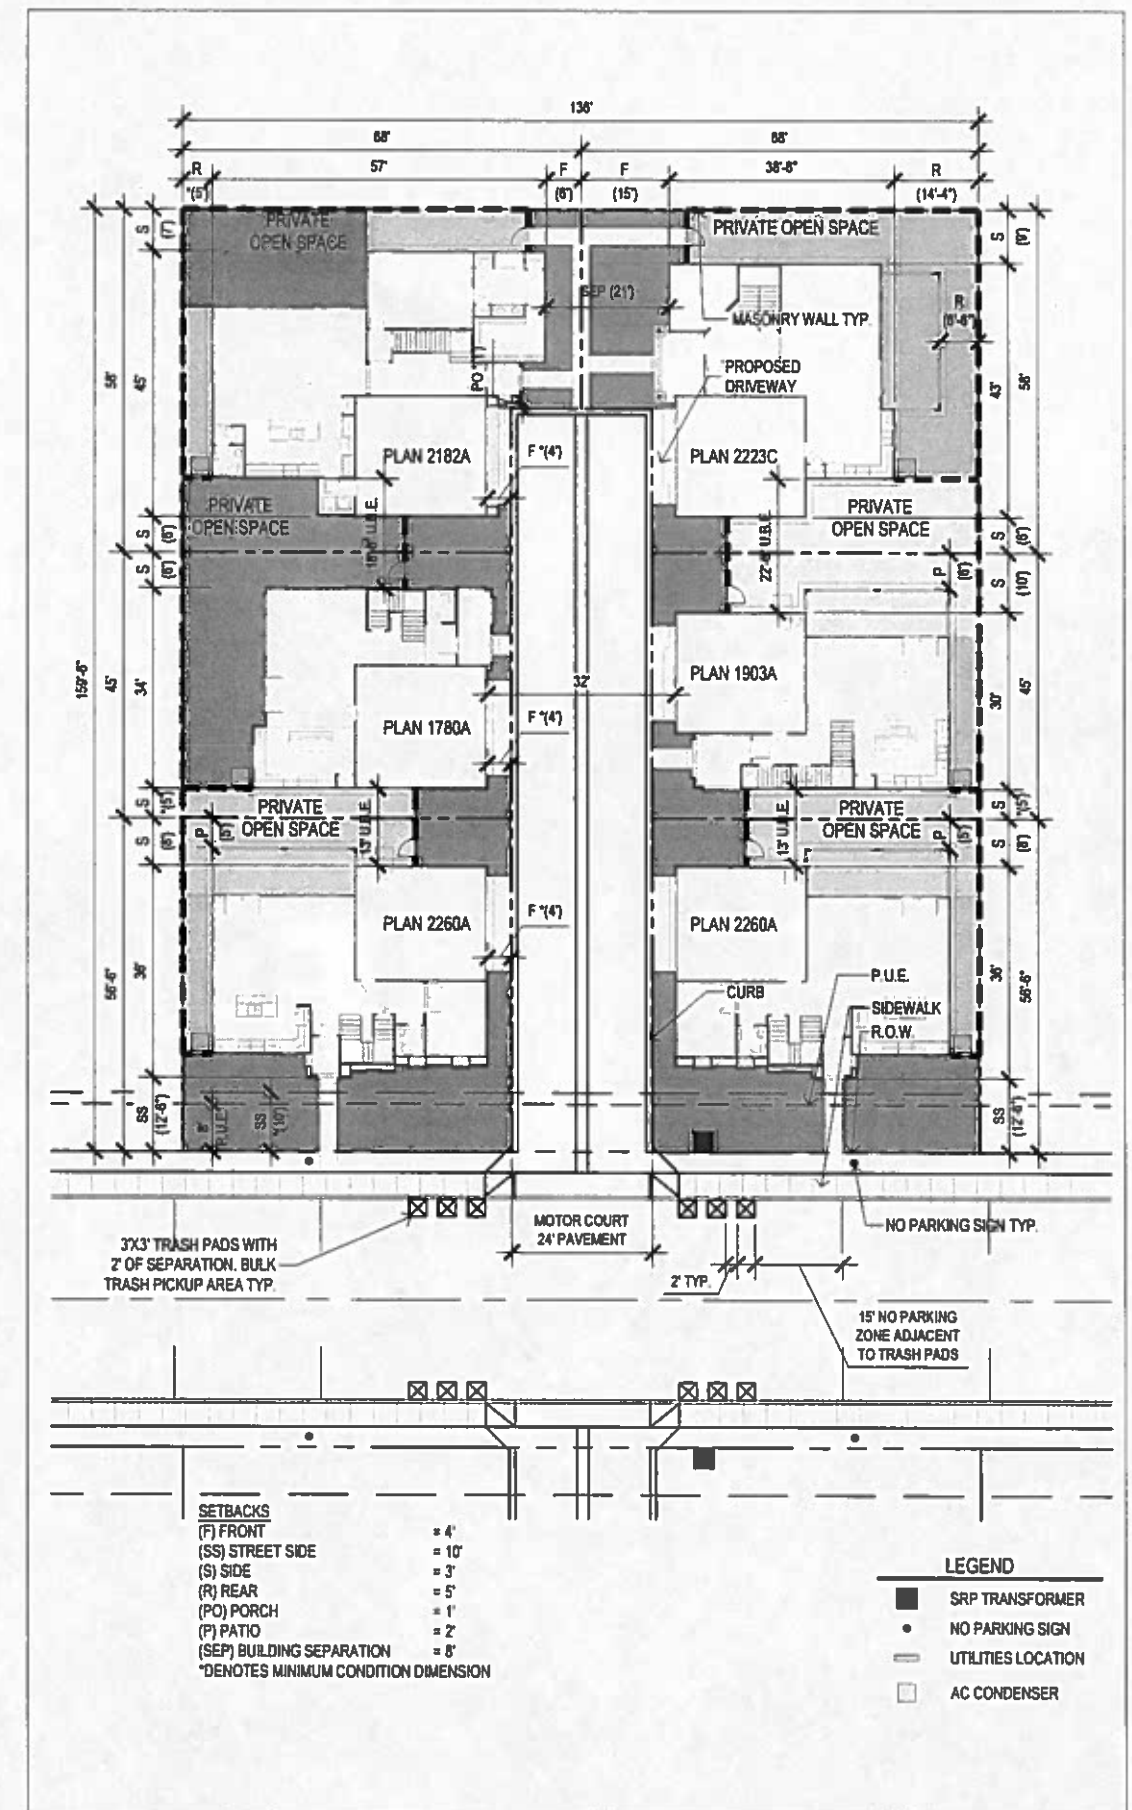 136'
68'
68'
R
57'
F
F
38'-8"
R
*(5')
(6')
(15')
(14'-4")
S
(7')
PRIVATE
OPEN SPACE
PRIVATE OPEN SPACE
S
(9')
SEP (21')
R
MASONRY WALL TYP.
58'
45'
PO *(1')
PROPOSED
DRIVEWAY
43'
58'
PLAN 2182A
F *(4')
PLAN 2223C
PRIVATE
OPEN SPACE
PRIVATE
OPEN SPACE
S
(6')
S
(6')
U.B.E.
22'-6" U.B.E.
S
(6')
S
(10')
P
(6')
159'-6"
45'
34'
PLAN 1780A
32'
F *(4')
PLAN 1903A
30'
45'
S
*(5')
PRIVATE
OPEN SPACE
PRIVATE
OPEN SPACE
S
*(5')
S
(8')
P
(5')
13' U.B.E.
13' U.B.E.
P
(5')
S
(8')
PLAN 2260A
F *(4')
PLAN 2260A
56'-6"
36'
36'
56'-6"
P.U.E.
CURB
SIDEWALK
R.O.W.
SS
(12'-6")
8'
P.U.E.
SS
*(10')
SS
(12'-6")
MOTOR COURT
24' PAVEMENT
NO PARKING SIGN TYP.
3'X3' TRASH PADS WITH
2' OF SEPARATION. BULK
TRASH PICKUP AREA TYP.
2' TYP.
15' NO PARKING
ZONE ADJACENT
TO TRASH PADS
SETBACKS
(F) FRONT = 4'
(SS) STREET SIDE = 10'
(S) SIDE = 3'
(R) REAR = 5'
(PO) PORCH = 1'
(P) PATIO = 2'
(SEP) BUILDING SEPARATION = 8'
*DENOTES MINIMUM CONDITION DIMENSION
LEGEND
SRP TRANSFORMER
NO PARKING SIGN
UTILITIES LOCATION
AC CONDENSER